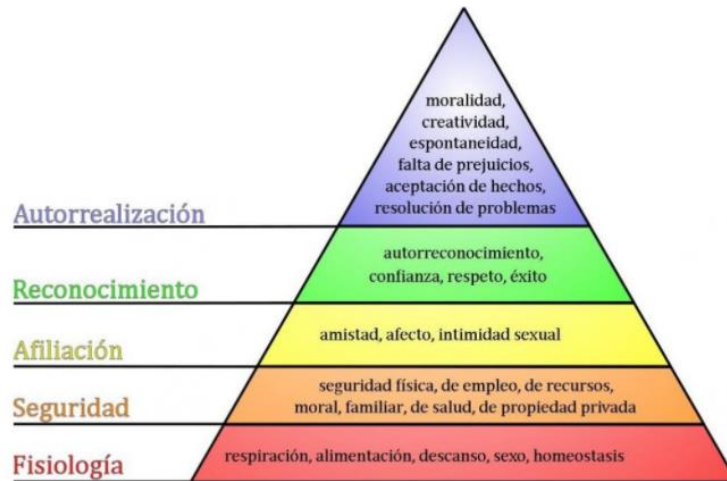 moralidad,
creatividad,
espontaneidad,
falta de prejuicios,
aceptación de hechos,
resolución de problemas
Autorrealización
autorreconocimiento,
confianza, respeto, éxito
Reconocimiento
amistad, afecto, intimidad sexual
Afiliación
seguridad física, de empleo, de recursos,
moral, familiar, de salud, de propiedad privada
Seguridad
respiración, alimentación, descanso, sexo, homeostasis
Fisiología